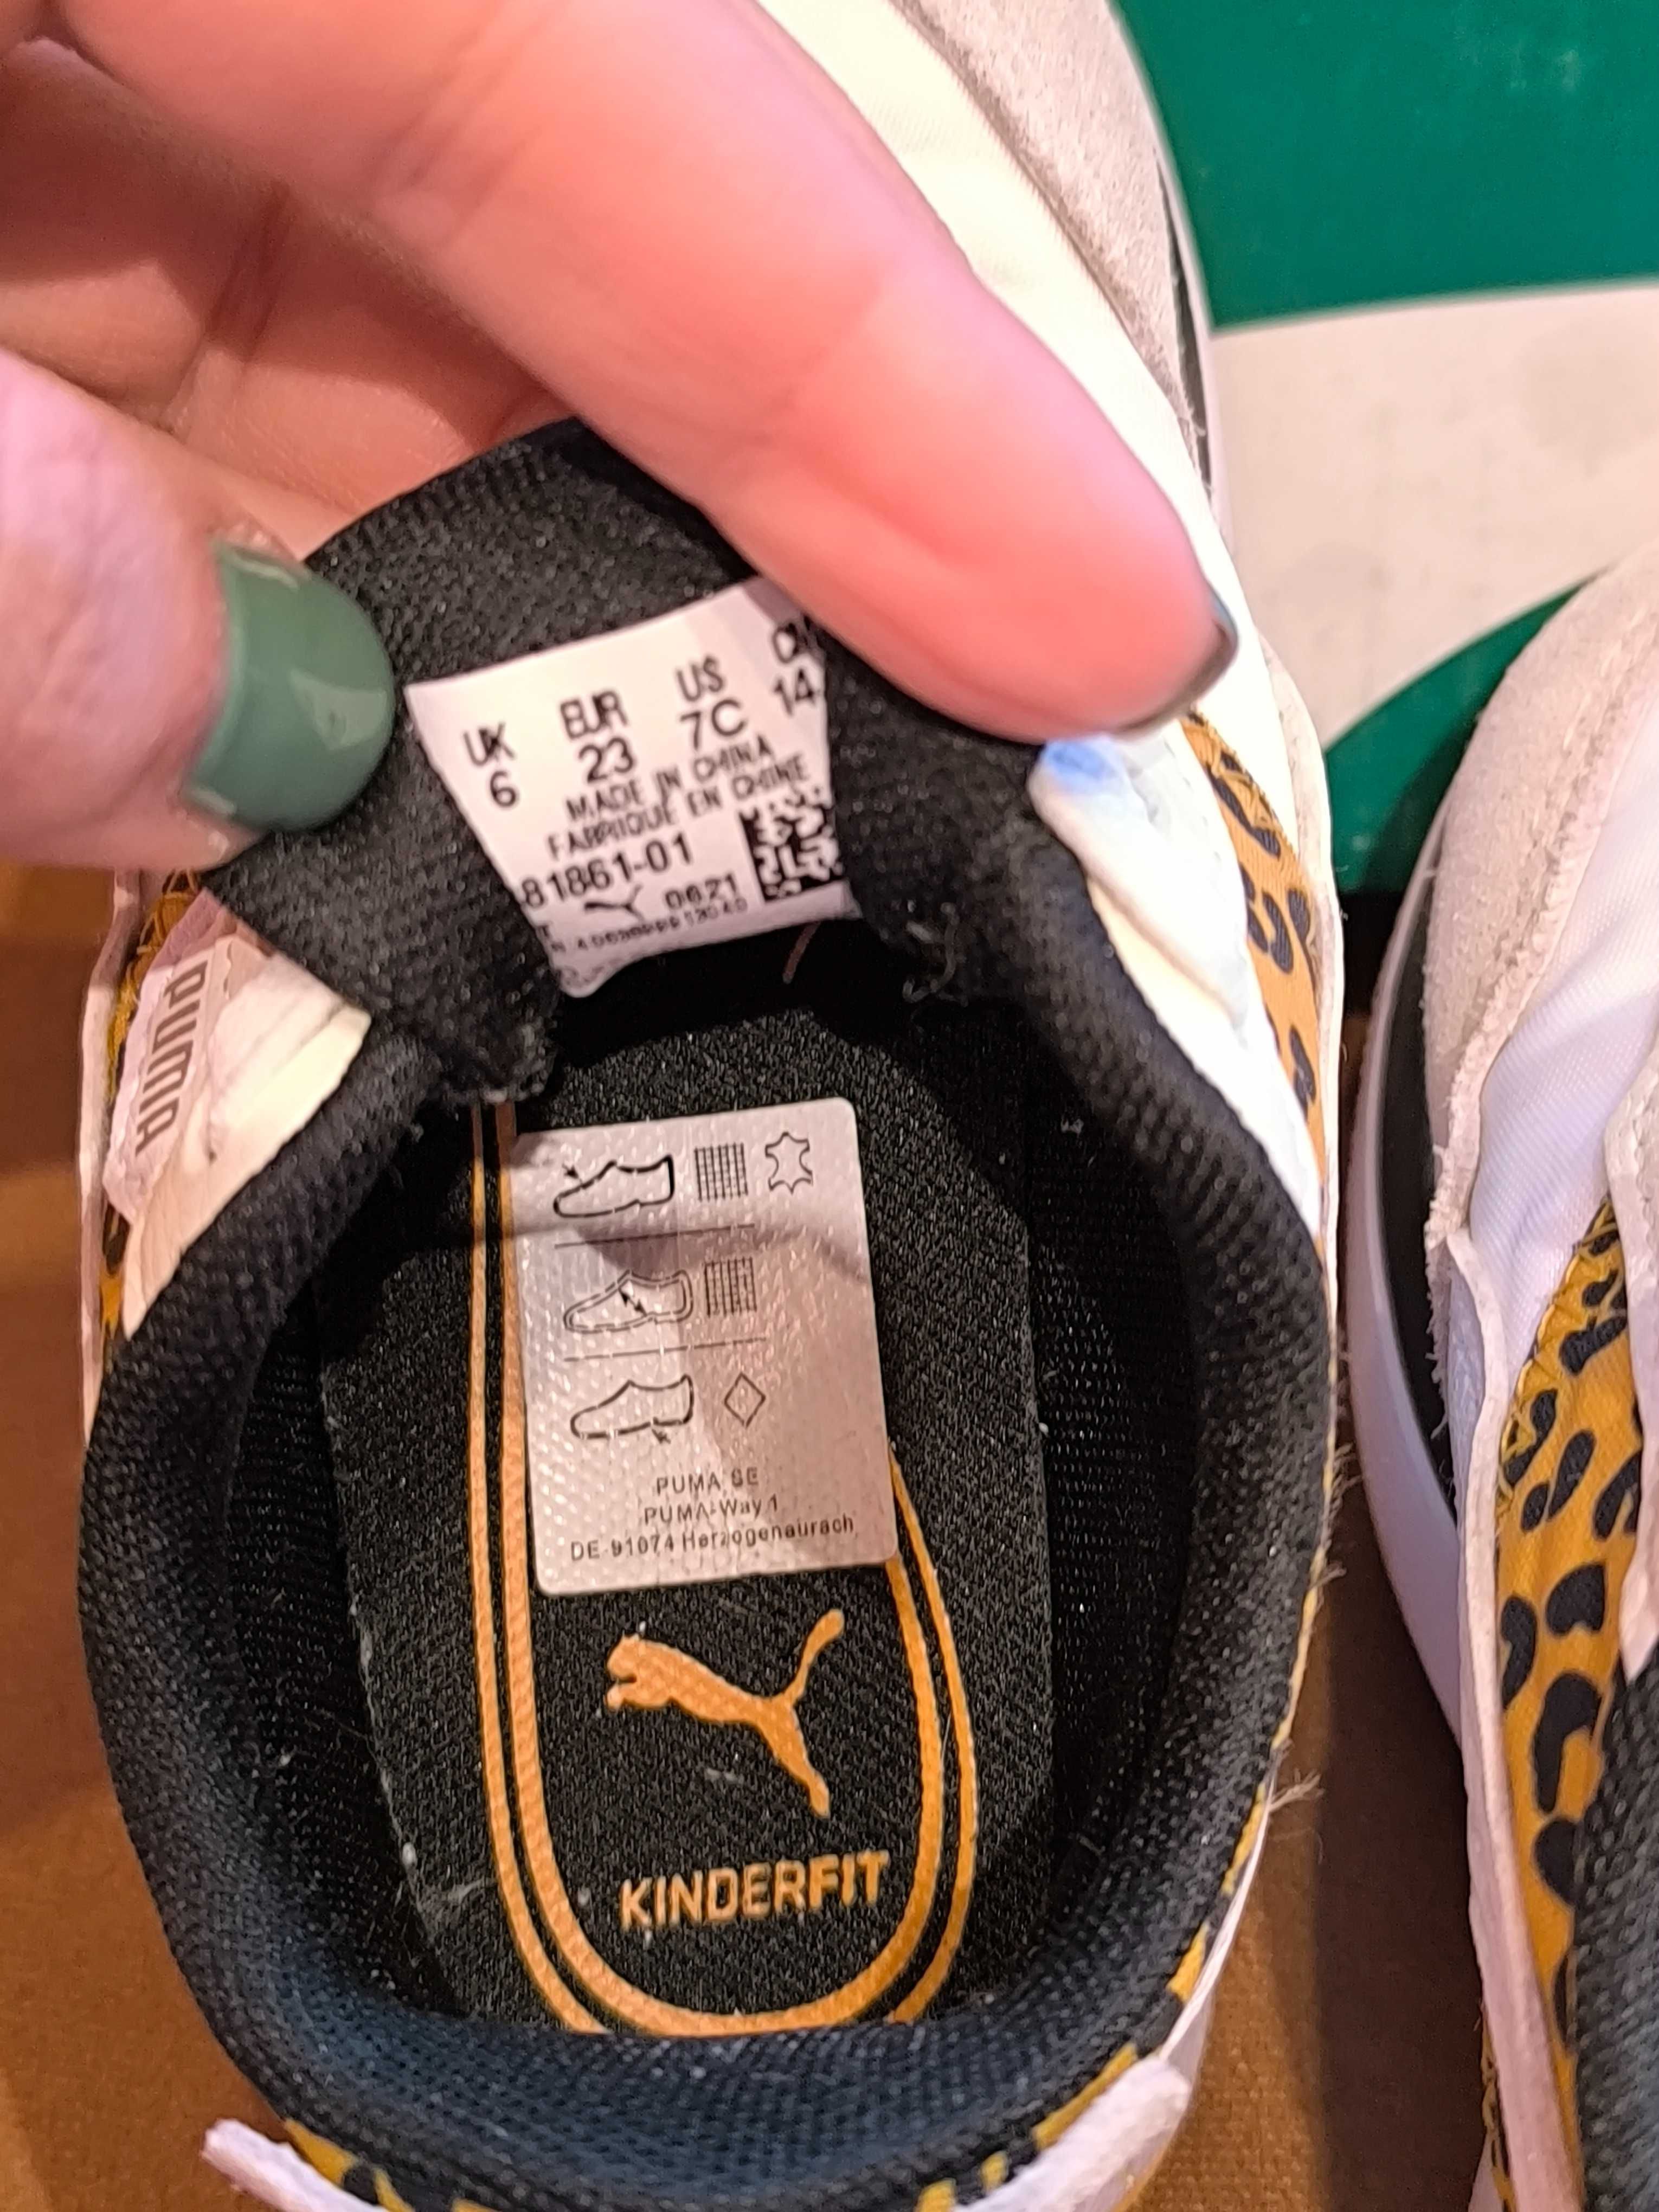 UK EUR US
6 23 7C 14
MADE IN CHINA
FABRIQUE EN CHINE
81861-01
0621
PUMA
PUMA SE
PUMA-Way 1
DE-91074 Herzogenaurach
KINDERFIT